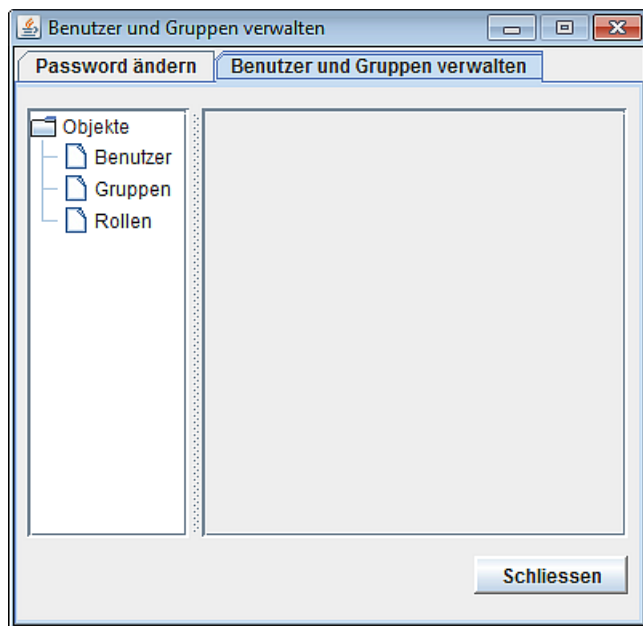 Benutzer und Gruppen verwalten
Password ändern Benutzer und Gruppen verwalten
Objekte
Benutzer
Gruppen
Rollen
Schliessen